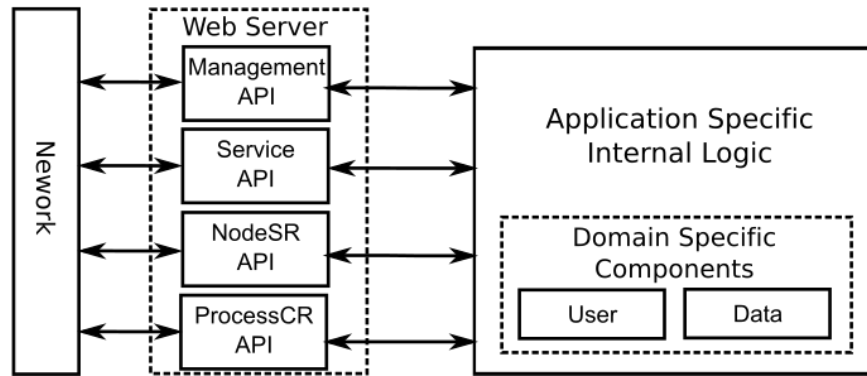 Nework
Web Server
Management
API
Service
API
NodeSR
API
ProcessCR
API
Application Specific
Internal Logic
Domain Specific
Components
User
Data